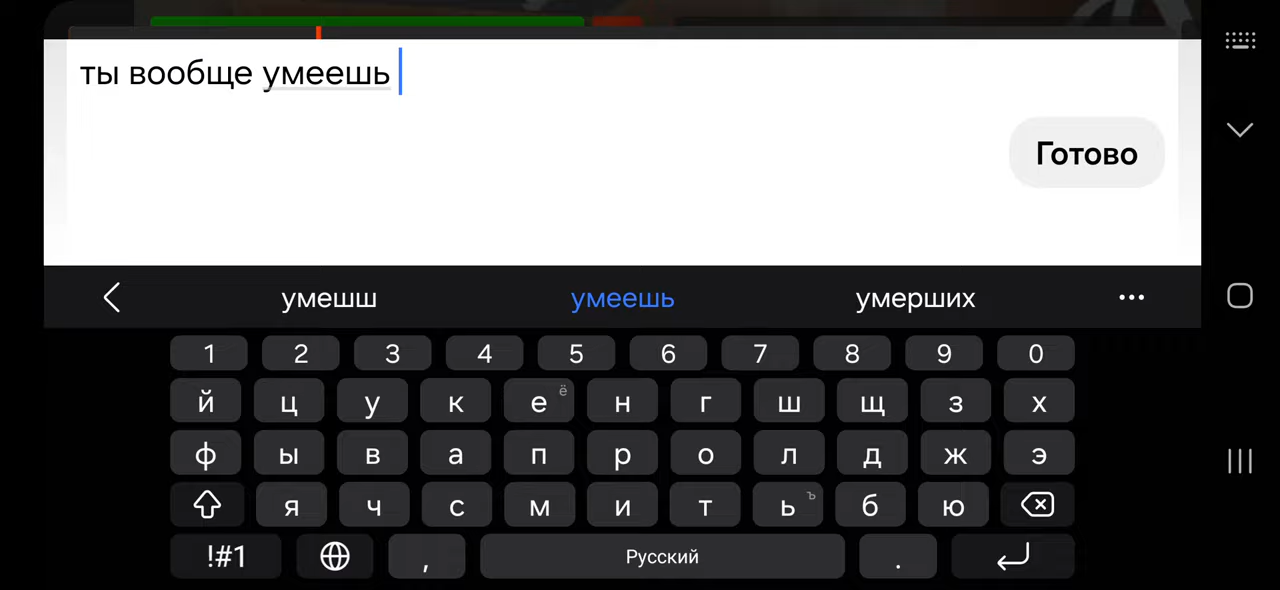 ты вообще умеешь
Готово
умешш умеешь умерших
1 2 3 4 5 6 7 8 9 0
й ц у к е ё н г ш щ з х
ф ы в а п р о л д ж э
я ч с м и т ь ъ б ю
!#1 , Русский .